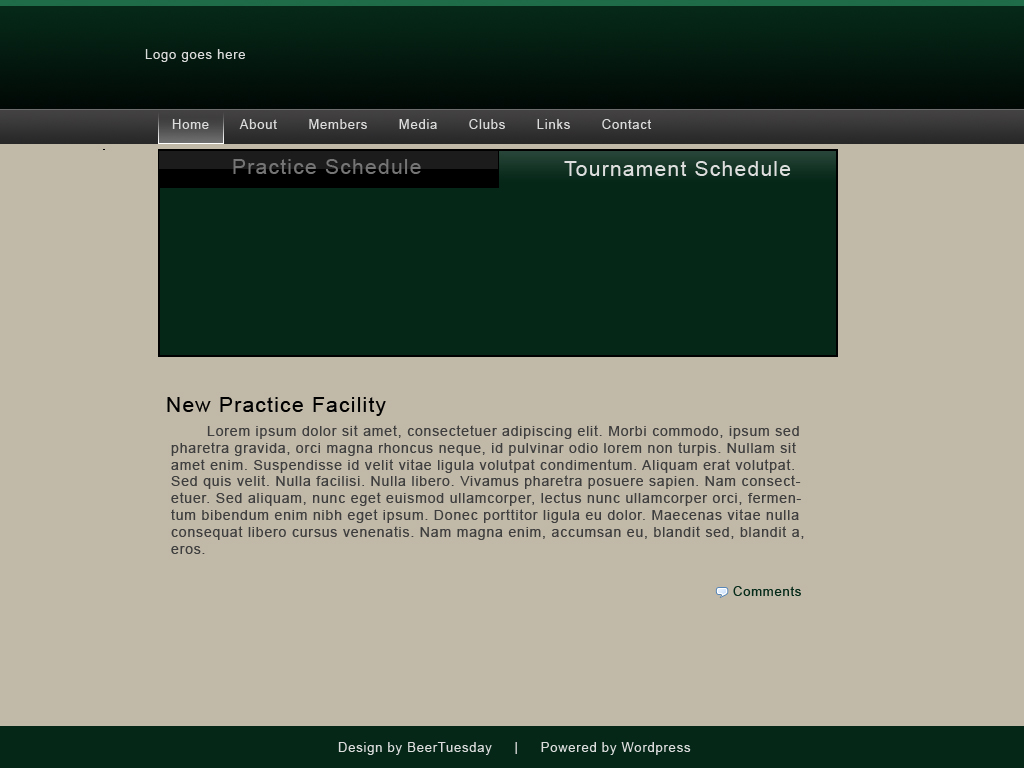 Logo goes here
Home About Members Media Clubs Links Contact
Practice Schedule Tournament Schedule
New Practice Facility
Lorem ipsum dolor sit amet, consectetuer adipiscing elit. Morbi commodo, ipsum sed
pharetra gravida, orci magna rhoncus neque, id pulvinar odio lorem non turpis. Nullam sit
amet enim. Suspendisse id velit vitae ligula volutpat condimentum. Aliquam erat volutpat.
Sed quis velit. Nulla facilisi. Nulla libero. Vivamus pharetra posuere sapien. Nam consect-
etuer. Sed aliquam, nunc eget euismod ullamcorper, lectus nunc ullamcorper orci, fermen-
tum bibendum enim nibh eget ipsum. Donec porttitor ligula eu dolor. Maecenas vitae nulla
consequat libero cursus venenatis. Nam magna enim, accumsan eu, blandit sed, blandit a,
eros.
Comments
Design by BeerTuesday | Powered by Wordpress